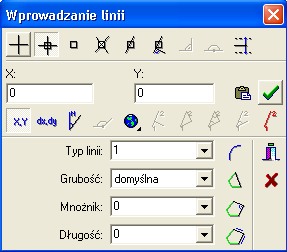 Wprowadzanie linii
X: Y:
0 0
X,Y dx,dy
Typ linii: 1
Grubość: domyślna
Mnożnik: 0
Długość: 0